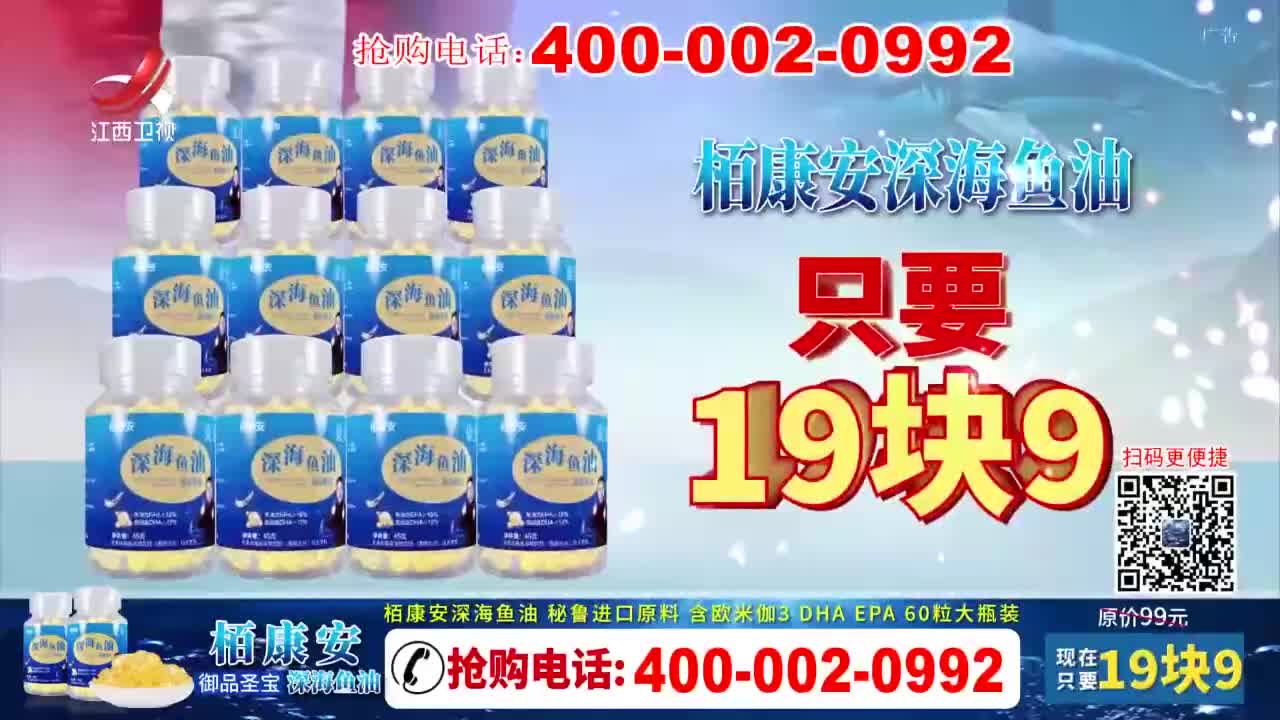 抢购电话:400-002-0992
广告
江西卫视
栢康安深海鱼油
只要
19块9
深海鱼油
深海鱼油
深海鱼油
深海鱼油
深海鱼油
深海鱼油
深海鱼油
深海鱼油
深海鱼油
深海鱼油
深海鱼油
深海鱼油
扫码更便捷
栢康安深海鱼油 秘鲁进口原料 含欧米伽3 DHA EPA 60粒大瓶装
原价99元
栢康安
御品圣宝 深海鱼油
抢购电话:400-002-0992
现在只要19块9